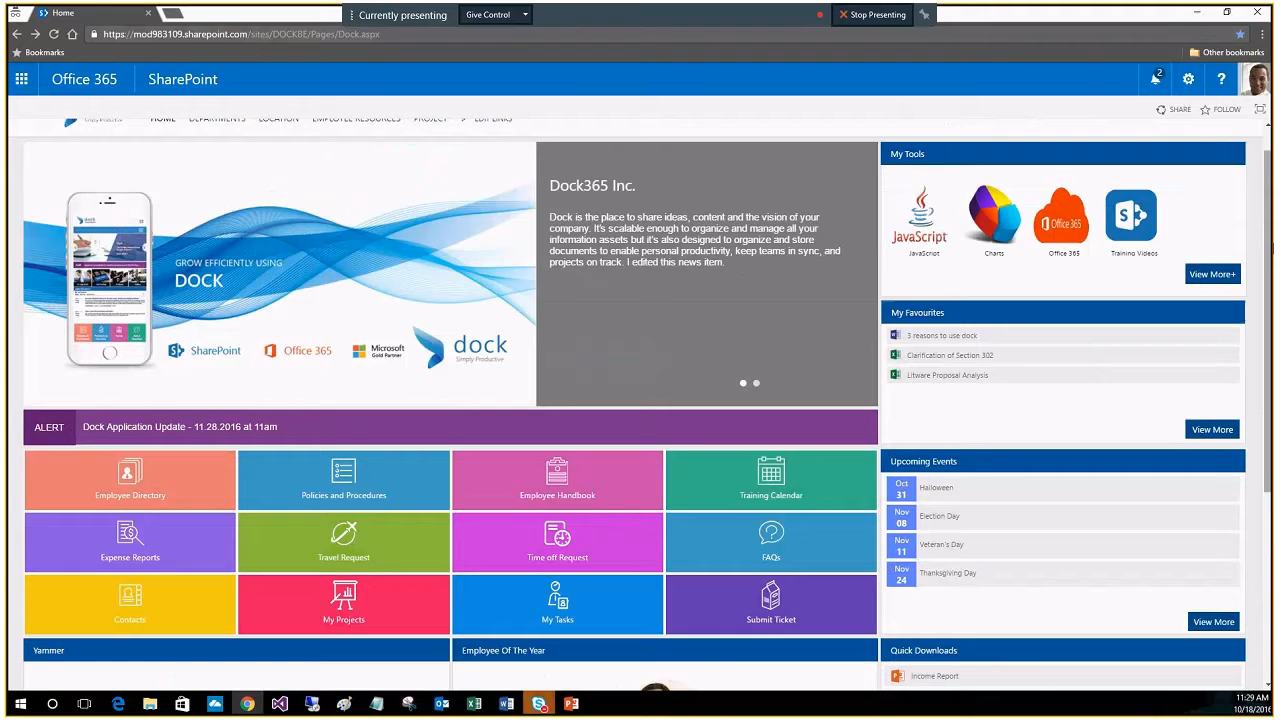 Home
Currently presenting
Give Control
Stop Presenting
https://mod983109.sharepoint.com/sites/DOCKBE/Pages/Dock.aspx
Bookmarks
Other bookmarks
Office 365
SharePoint
2
?
SHARE
FOLLOW
HOME
DEPARTMENTS
LOCATION
EMPLOYEE RESOURCES
PROJECT
EDIT LINKS
dock
GROW EFFICIENTLY USING
DOCK
SharePoint
Office 365
Microsoft
Gold Partner
dock
Simply Productive
Dock365 Inc.
Dock is the place to share ideas, content and the vision of your
company. It's scalable enough to organize and manage all your
information assets but it's also designed to organize and store
documents to enable personal productivity, keep teams in sync, and
projects on track. I edited this news item.
My Tools
JavaScript
Office 365
JavaScript
Charts
Office 365
Training Videos
View More+
My Favourites
3 reasons to use dock
Clarification of Section 302
Litware Proposal Analysis
View More
ALERT
Dock Application Update - 11.28.2016 at 11am
Employee Directory
Policies and Procedures
Employee Handbook
Training Calendar
Expense Reports
Travel Request
Time off Request
FAQs
Contacts
My Projects
My Tasks
Submit Ticket
Upcoming Events
Oct
31
Halloween
Nov
08
Election Day
Nov
11
Veteran's Day
Nov
24
Thanksgiving Day
View More
Yammer
Employee Of The Year
Quick Downloads
Income Report
11:29 AM
10/18/2016